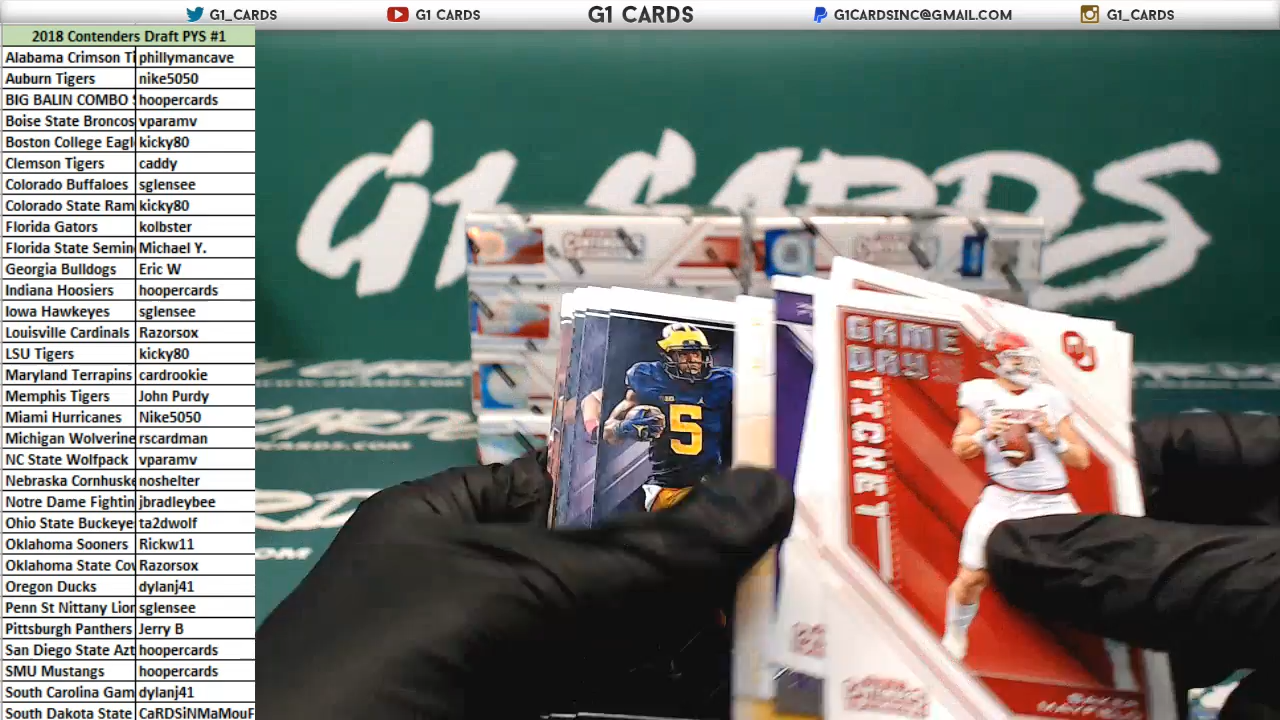 G1_CARDS
G1 CARDS
G1 CARDS
G1CARDSINC@GMAIL.COM
G1_CARDS
2018 Contenders Draft PYS #1
Alabama Crimson Ti phillymancave
Auburn Tigers nike5050
BIG BALIN COMBO hoopercards
Boise State Broncos vparamv
Boston College Eagl kicky80
Clemson Tigers caddy
Colorado Buffaloes sglensee
Colorado State Ram kicky80
Florida Gators kolbster
Florida State Semin Michael Y.
Georgia Bulldogs Eric W
Indiana Hoosiers hoopercards
Iowa Hawkeyes sglensee
Louisville Cardinals Razorsox
LSU Tigers kicky80
Maryland Terrapins cardrookie
Memphis Tigers John Purdy
Miami Hurricanes Nike5050
Michigan Wolverine rscardman
NC State Wolfpack vparamv
Nebraska Cornhuske noshelter
Notre Dame Fightin jbradleybee
Ohio State Buckeye ta2dwolf
Oklahoma Sooners Rickw11
Oklahoma State Cov Razorsox
Oregon Ducks dylanj41
Penn St Nittany Lion sglensee
Pittsburgh Panthers Jerry B
San Diego State Azt hoopercards
SMU Mustangs hoopercards
South Carolina Gam dylanj41
South Dakota State CaRDSiNMaMouF
G1 CARDS
5
GAME
DAY
TICKET
OU
BAKER
MAYFIELD